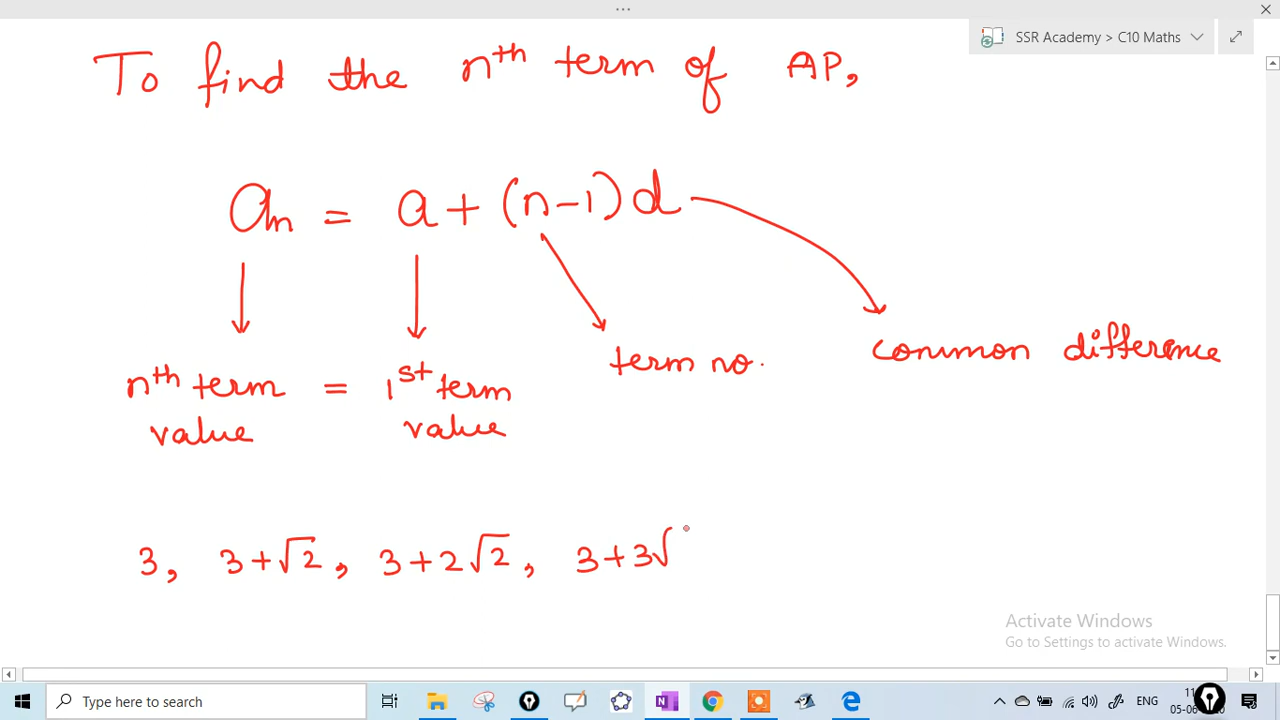 SSR Academy > C10 Maths
To find the nth term of AP,
an = a + (n-1)d
nth term value = 1st term value
term no.
common difference
3, 3+√2, 3+2√2, 3+3√
Activate Windows
Go to Settings to activate Windows.
Type here to search
ENG